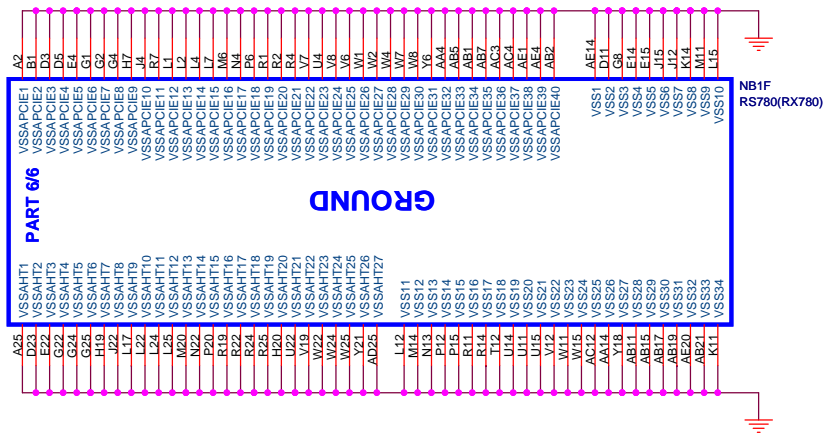 A2
B1
D3
D5
E4
G1
G2
G4
H7
J4
R7
L1
L2
L4
L7
M6
N4
P6
R1
R2
R4
V7
U4
V8
V6
W1
W2
W4
W7
W8
Y6
AA4
AB5
AB1
AB7
AC3
AC4
AE1
AE4
AB2
AE14
D11
G8
E14
E15
J15
J12
K14
M11
L15
NB1F
RS780(RX780)
VSSAPCIE1
VSSAPCIE2
VSSAPCIE3
VSSAPCIE4
VSSAPCIE5
VSSAPCIE6
VSSAPCIE7
VSSAPCIE8
VSSAPCIE9
VSSAPCIE10
VSSAPCIE11
VSSAPCIE12
VSSAPCIE13
VSSAPCIE14
VSSAPCIE15
VSSAPCIE16
VSSAPCIE17
VSSAPCIE18
VSSAPCIE19
VSSAPCIE20
VSSAPCIE21
VSSAPCIE22
VSSAPCIE23
VSSAPCIE24
VSSAPCIE25
VSSAPCIE26
VSSAPCIE27
VSSAPCIE28
VSSAPCIE29
VSSAPCIE30
VSSAPCIE31
VSSAPCIE32
VSSAPCIE33
VSSAPCIE34
VSSAPCIE35
VSSAPCIE36
VSSAPCIE37
VSSAPCIE38
VSSAPCIE39
VSSAPCIE40
VSS1
VSS2
VSS3
VSS4
VSS5
VSS6
VSS7
VSS8
VSS9
VSS10
PART 6/6
GROUND
VSSAHT1
VSSAHT2
VSSAHT3
VSSAHT4
VSSAHT5
VSSAHT6
VSSAHT7
VSSAHT8
VSSAHT9
VSSAHT10
VSSAHT11
VSSAHT12
VSSAHT13
VSSAHT14
VSSAHT15
VSSAHT16
VSSAHT17
VSSAHT18
VSSAHT19
VSSAHT20
VSSAHT21
VSSAHT22
VSSAHT23
VSSAHT24
VSSAHT25
VSSAHT26
VSSAHT27
VSS11
VSS12
VSS13
VSS14
VSS15
VSS16
VSS17
VSS18
VSS19
VSS20
VSS21
VSS22
VSS23
VSS24
VSS25
VSS26
VSS27
VSS28
VSS29
VSS30
VSS31
VSS32
VSS33
VSS34
A25
D23
E22
G22
G24
G25
H19
J22
L17
L22
L24
L25
M20
N22
P20
R19
R22
R24
R25
H20
U22
V19
W22
W24
W25
Y21
AD25
L12
M14
N13
P12
P15
R11
R14
T12
U14
U11
U15
V12
W11
W15
AC12
AA14
Y18
AB11
AB15
AB17
AB19
AE20
AB21
K11